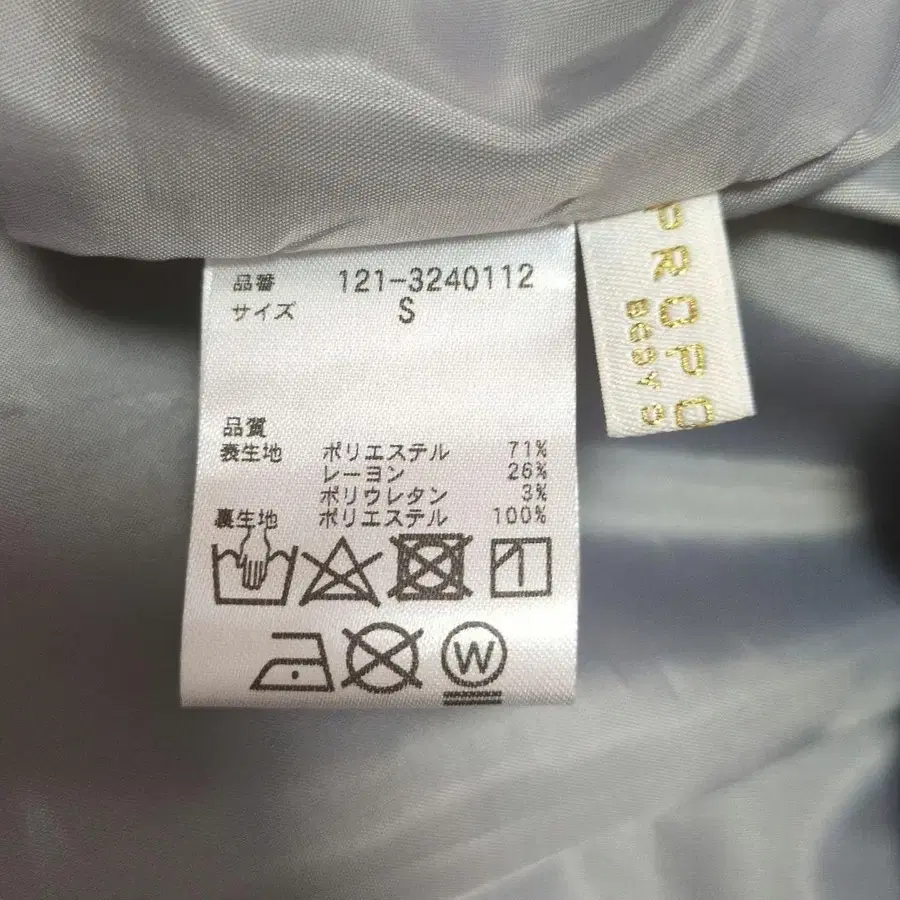 品番 121-3240112
サイズ S
品質
表生地 ポリエステル 71%
レーヨン 26%
ポリウレタン 3%
裏生地 ポリエステル 100%
W
PROPO
BODY